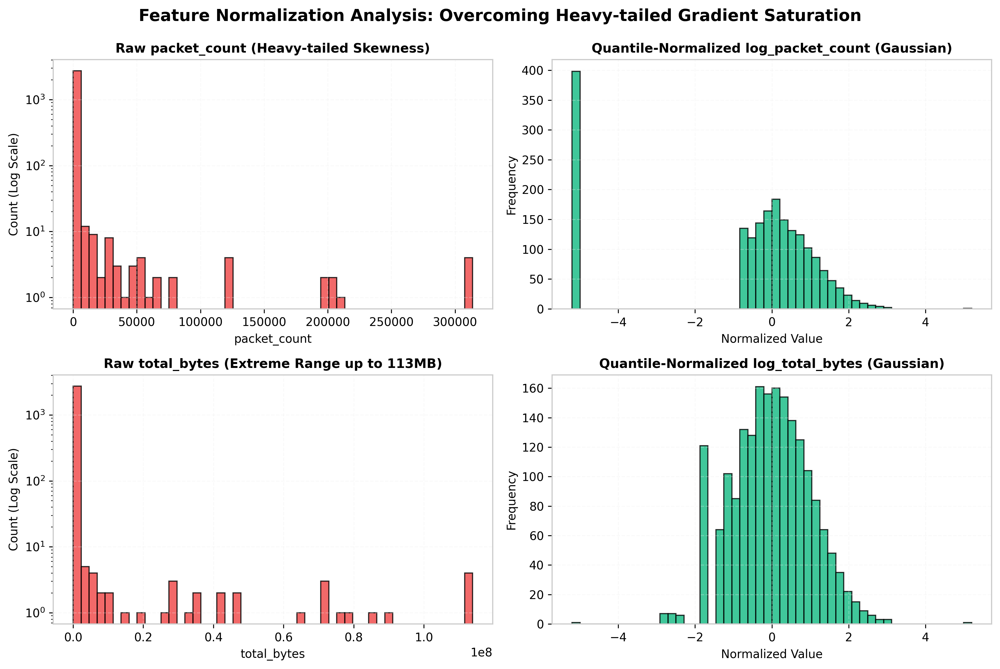 Feature Normalization Analysis: Overcoming Heavy-tailed Gradient Saturation
Raw packet_count (Heavy-tailed Skewness)
Count (Log Scale)
10³
10²
10¹
10⁰
0 50000 100000 150000 200000 250000 300000
packet_count
Quantile-Normalized log_packet_count (Gaussian)
Frequency
400
350
300
250
200
150
100
50
0
−4 −2 0 2 4
Normalized Value
Raw total_bytes (Extreme Range up to 113MB)
Count (Log Scale)
10³
10²
10¹
10⁰
0.0 0.2 0.4 0.6 0.8 1.0
1e8
total_bytes
Quantile-Normalized log_total_bytes (Gaussian)
Frequency
160
140
120
100
80
60
40
20
0
−4 −2 0 2 4
Normalized Value